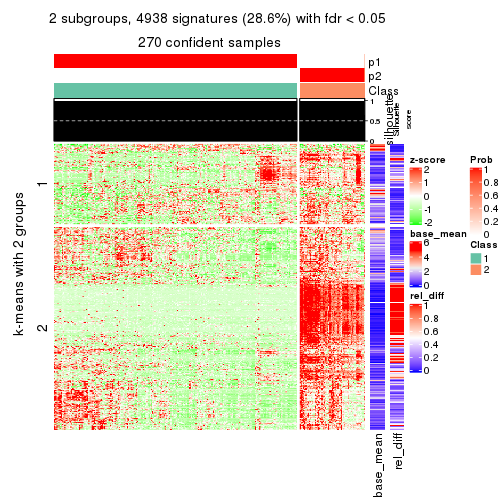 2 subgroups, 4938 signatures (28.6%) with fdr < 0.05
270 confident samples
p1
p2
Class
1
0.5
0
silhouette
Silhouette
score
k-means with 2 groups
1
2
base_mean
rel_diff
z-score
2
1
0
-1
-2
base_mean
6
4
2
0
rel_diff
1
0.8
0.6
0.4
0.2
0
Prob
1
0.8
0.6
0.4
0.2
0
Class
1
2